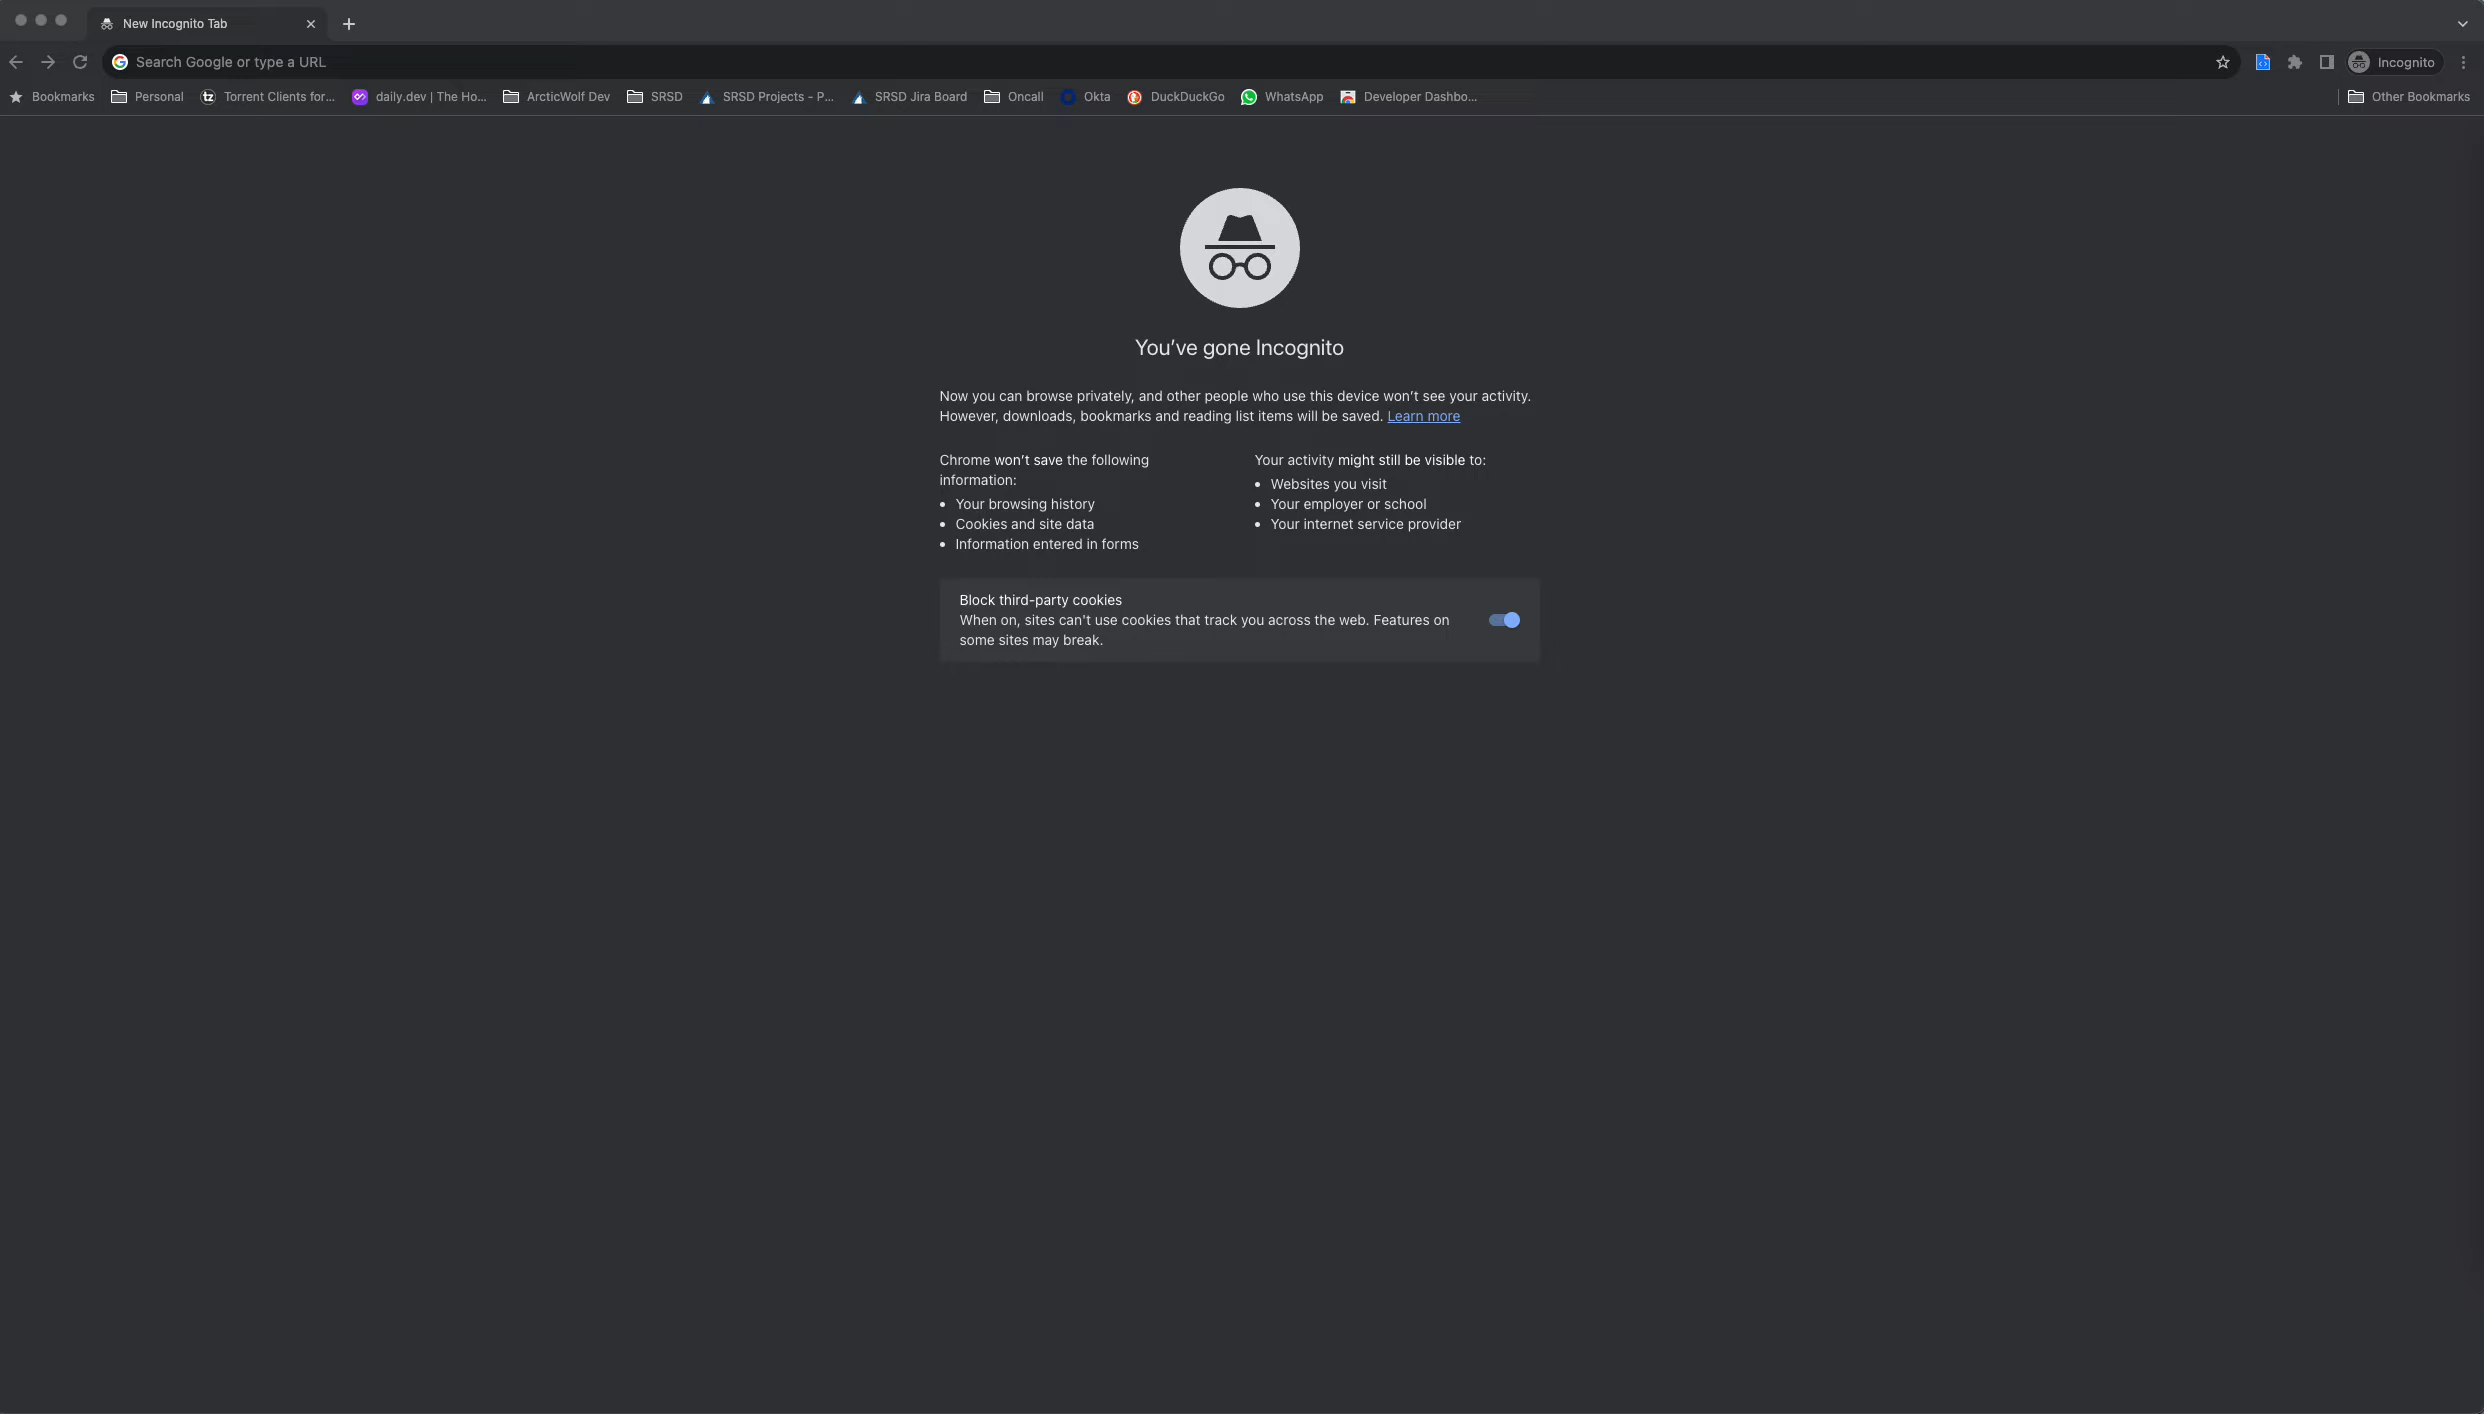 New Incognito Tab
Search Google or type a URL
Incognito
Bookmarks Personal tz Torrent Clients for... daily.dev | The Ho... ArcticWolf Dev SRSD SRSD Projects - P... SRSD Jira Board Oncall Okta DuckDuckGo WhatsApp Developer Dashbo... Other Bookmarks
You've gone Incognito
Now you can browse privately, and other people who use this device won't see your activity.
However, downloads, bookmarks and reading list items will be saved. Learn more
Chrome won't save the following
information:
• Your browsing history
• Cookies and site data
• Information entered in forms
Your activity might still be visible to:
• Websites you visit
• Your employer or school
• Your internet service provider
Block third-party cookies
When on, sites can't use cookies that track you across the web. Features on
some sites may break.